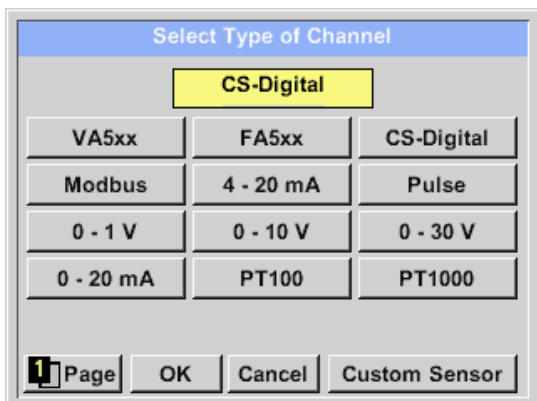 Select Type of Channel
CS-Digital
VA5xx FA5xx CS-Digital
Modbus 4 - 20 mA Pulse
0 - 1 V 0 - 10 V 0 - 30 V
0 - 20 mA PT100 PT1000
1 Page OK Cancel Custom Sensor